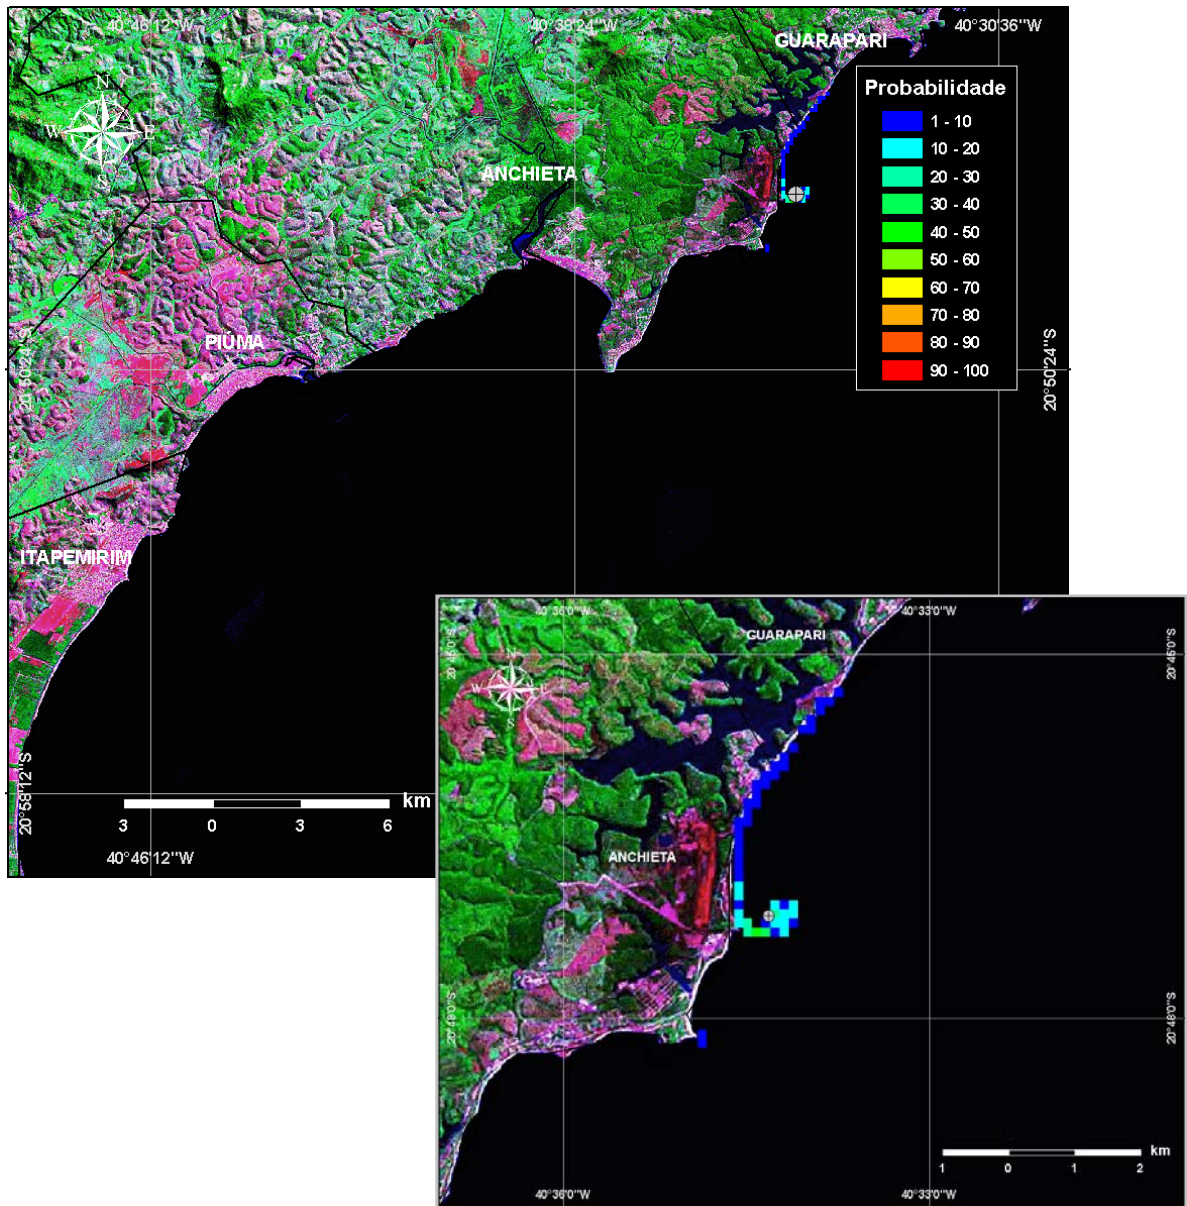 40°46'12"W
40°38'24"W
40°30'36"W
GUARAPARI
N
W
E
S
ANCHIETA
PIÚMA
ITAPEMIRIM
20°50'24"S
20°50'24"S
20°58'12"S
Probabilidade
1 - 10
10 - 20
20 - 30
30 - 40
40 - 50
50 - 60
60 - 70
70 - 80
80 - 90
90 - 100
km
3 0 3 6
40°46'12"W
40°36'0"W
40°33'0"W
GUARAPARI
20°45'0"S
20°45'0"S
N
W
E
S
ANCHIETA
20°48'0"S
20°48'0"S
km
1 0 1 2
40°36'0"W
40°33'0"W